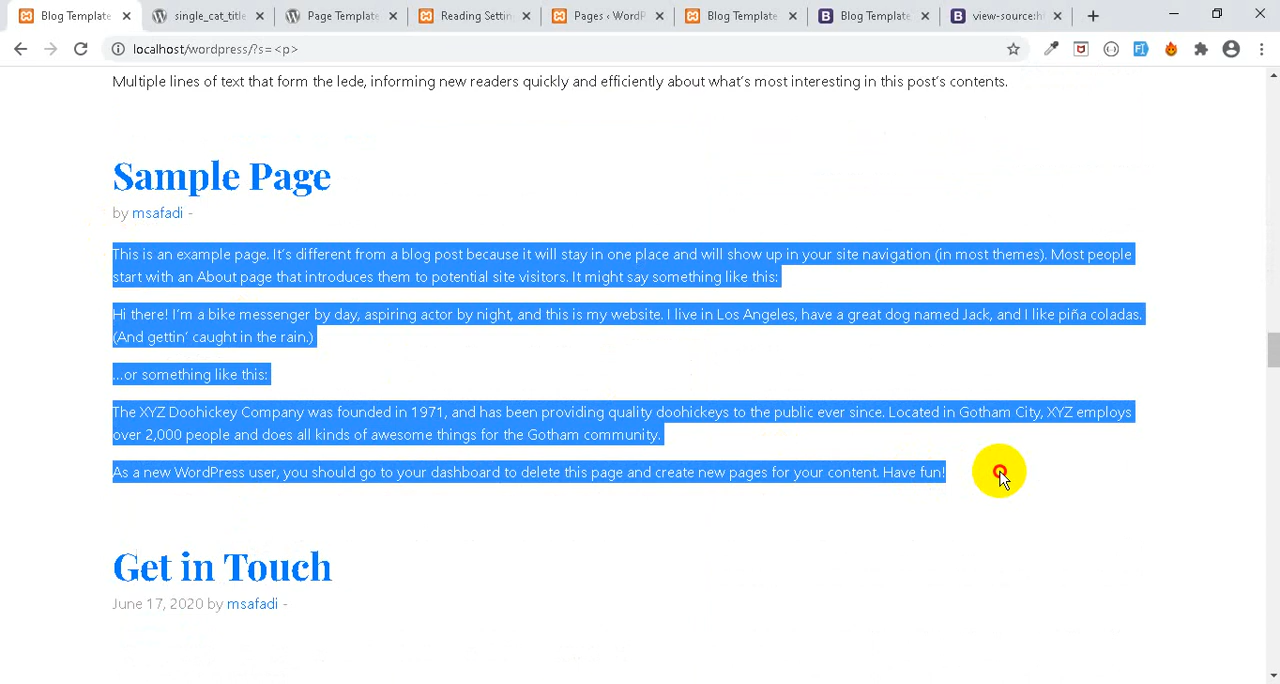 Blog Template
single_cat_title
Page Template
Reading Settin
Pages ‹ WordP
Blog Template
Blog Template
view-source:h
localhost/wordpress/?s=<p>
Multiple lines of text that form the lede, informing new readers quickly and efficiently about what’s most interesting in this post’s contents.
Sample Page
by msafadi -
This is an example page. It’s different from a blog post because it will stay in one place and will show up in your site navigation (in most themes). Most people
start with an About page that introduces them to potential site visitors. It might say something like this:
Hi there! I’m a bike messenger by day, aspiring actor by night, and this is my website. I live in Los Angeles, have a great dog named Jack, and I like piña coladas.
(And gettin’ caught in the rain.)
…or something like this:
The XYZ Doohickey Company was founded in 1971, and has been providing quality doohickeys to the public ever since. Located in Gotham City, XYZ employs
over 2,000 people and does all kinds of awesome things for the Gotham community.
As a new WordPress user, you should go to your dashboard to delete this page and create new pages for your content. Have fun!
Get in Touch
June 17, 2020 by msafadi -